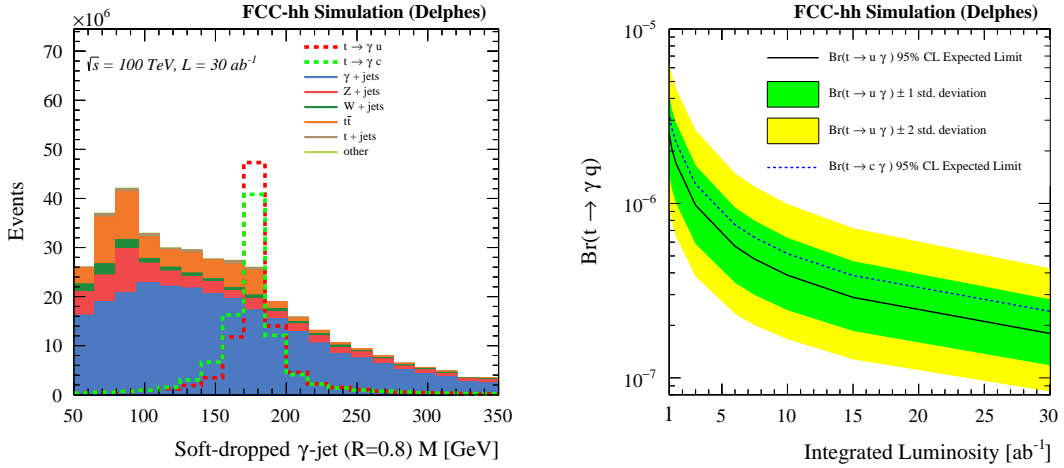 FCC-hh Simulation (Delphes)
×10⁶
√s = 100 TeV, L = 30 ab⁻¹
t → γ u
t → γ c
γ + jets
Z + jets
W + jets
tt̄
t + jets
other
Events
70
60
50
40
30
20
10
0
50 100 150 200 250 300 350
Soft-dropped γ-jet (R=0.8) M [GeV]
FCC-hh Simulation (Delphes)
Br(t → u γ) 95% CL Expected Limit
Br(t → u γ) ± 1 std. deviation
Br(t → u γ) ± 2 std. deviation
Br(t → c γ) 95% CL Expected Limit
Br(t → γ q)
10⁻⁵
10⁻⁶
10⁻⁷
1 5 10 15 20 25 30
Integrated Luminosity [ab⁻¹]